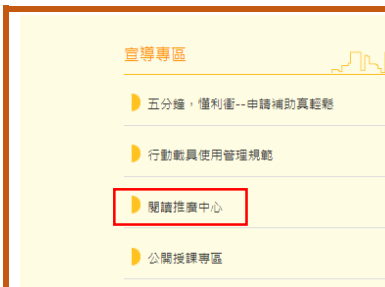 宣導專區
五分鐘，懂利衝--申請補助真輕鬆
行動載具使用管理規範
閱讀推廣中心
公開授課專區